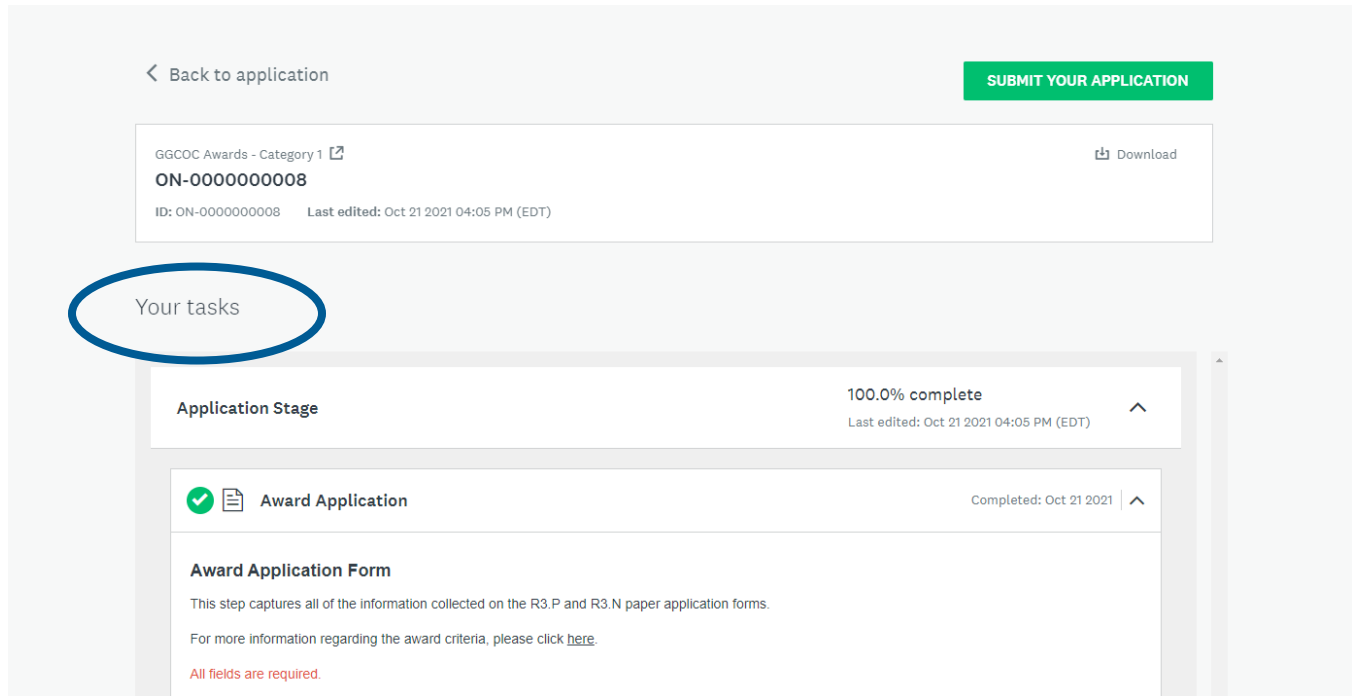 Back to application
SUBMIT YOUR APPLICATION
GGCOC Awards - Category 1
Download
ON-0000000008
ID: ON-0000000008 Last edited: Oct 21 2021 04:05 PM (EDT)
Your tasks
Application Stage
100.0% complete
Last edited: Oct 21 2021 04:05 PM (EDT)
Award Application
Completed: Oct 21 2021
Award Application Form
This step captures all of the information collected on the R3.P and R3.N paper application forms.
For more information regarding the award criteria, please click here.
All fields are required.